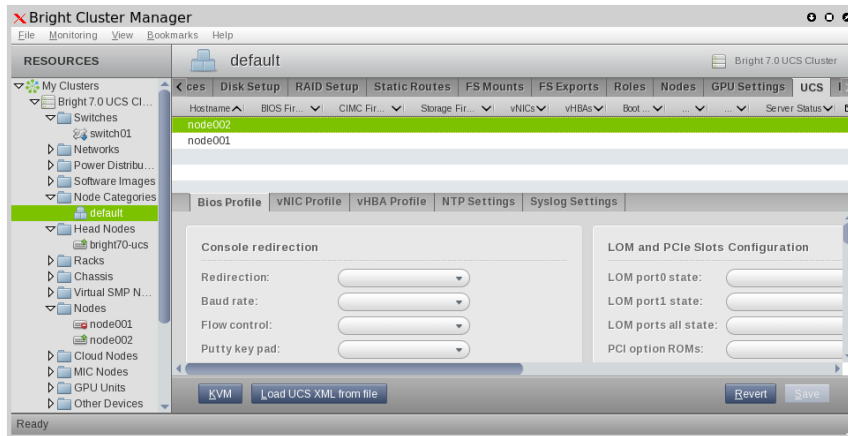 Bright Cluster Manager
File Monitoring View Bookmarks Help
RESOURCES
default
Bright 7.0 UCS Cluster
My Clusters
Bright 7.0 UCS Cl...
Switches
switch01
Networks
Power Distribu...
Software Images
Node Categories
default
Head Nodes
bright70-ucs
Racks
Chassis
Virtual SMP N...
Nodes
node001
node002
Cloud Nodes
MIC Nodes
GPU Units
Other Devices
ces Disk Setup RAID Setup Static Routes FS Mounts FS Exports Roles Nodes GPU Settings UCS
Hostname BIOS Fir... CIMC Fir... Storage Fir... vNICs vHBAs Boot ... ... ... Server Status
node002
node001
Bios Profile vNIC Profile vHBA Profile NTP Settings Syslog Settings
Console redirection
Redirection:
Baud rate:
Flow control:
Putty key pad:
LOM and PCIe Slots Configuration
LOM port0 state:
LOM port1 state:
LOM ports all state:
PCI option ROMs:
KVM Load UCS XML from file Revert Save
Ready